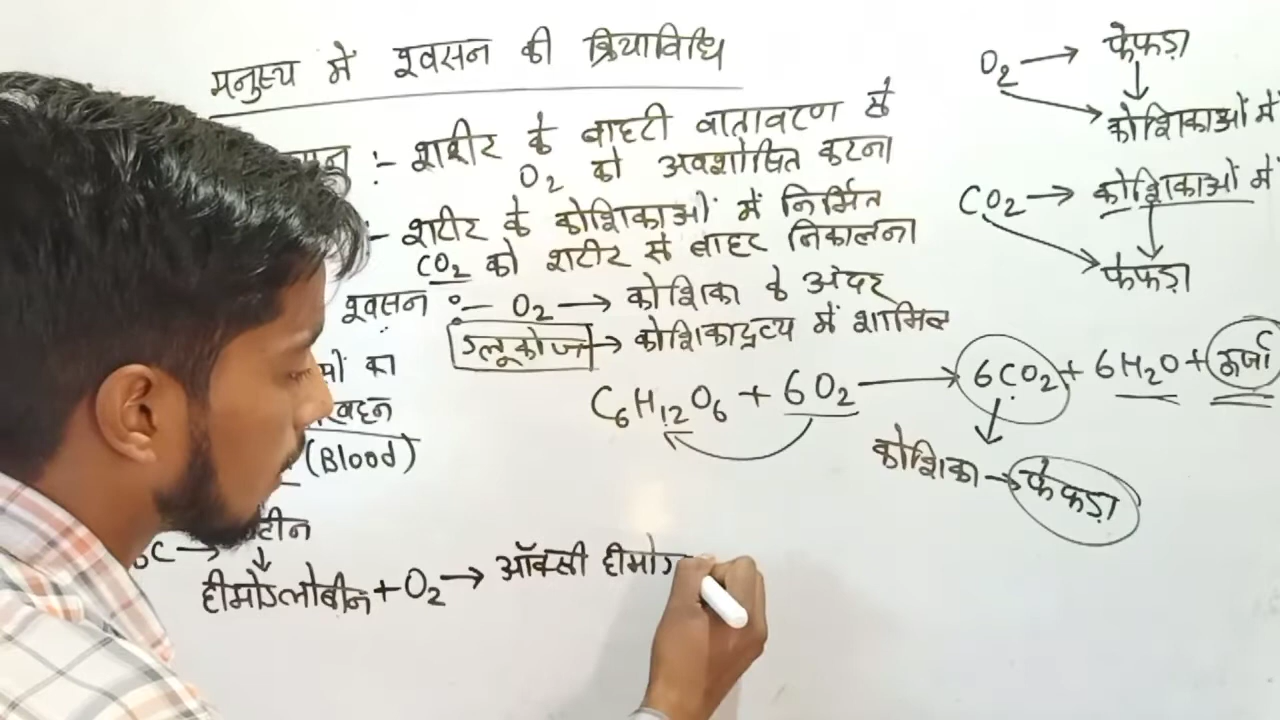 मनुस्य में श्वसन की क्रियाविधि
:- शरीर के बाहरी वातावरण से
O₂ को अवशोषित करना
- शरीर के कोशिकाओं में निर्मित
CO₂ को शरीर से बाहर निकालना
श्वसन :- O₂ → कोशिका के अंदर
ग्लूकोज → कोशिकाद्रव्य में शामिल
C₆H₁₂O₆ + 6O₂ → 6CO₂ + 6H₂O + ऊर्जा
कोशिका → फेफड़ा
का
(Blood)
C →
हीमोग्लोबीन + O₂ → ऑक्सी हीमोग
O₂ → फेफड़ा
कोशिकाओं में
CO₂ → कोशिकाओं में
फेफड़ा